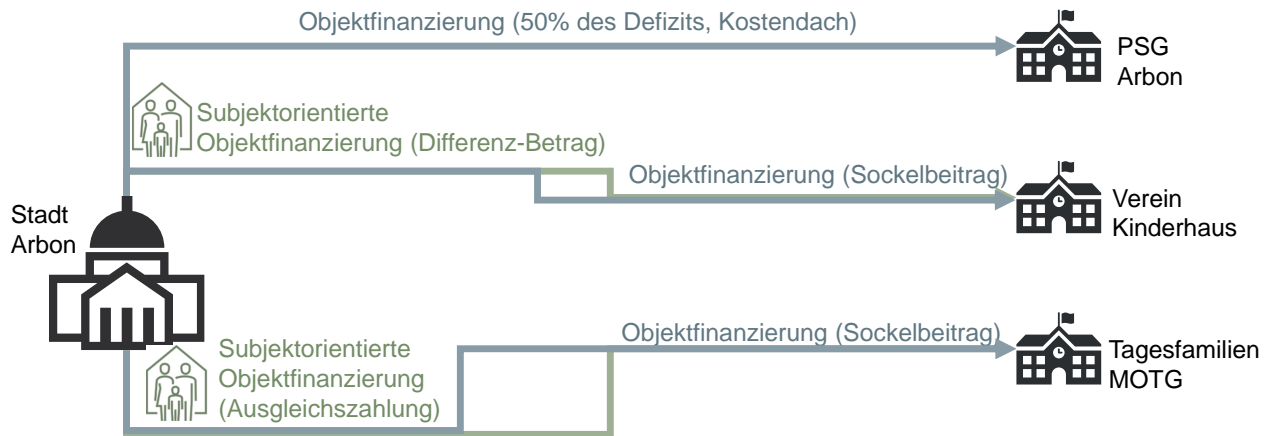 Objektfinanzierung (50% des Defizits, Kostendach)
PSG
Arbon
Subjektorientierte
Objektfinanzierung (Differenz-Betrag)
Objektfinanzierung (Sockelbeitrag)
Verein
Kinderhaus
Stadt
Arbon
Objektfinanzierung (Sockelbeitrag)
Tagesfamilien
MOTG
Subjektorientierte
Objektfinanzierung
(Ausgleichszahlung)